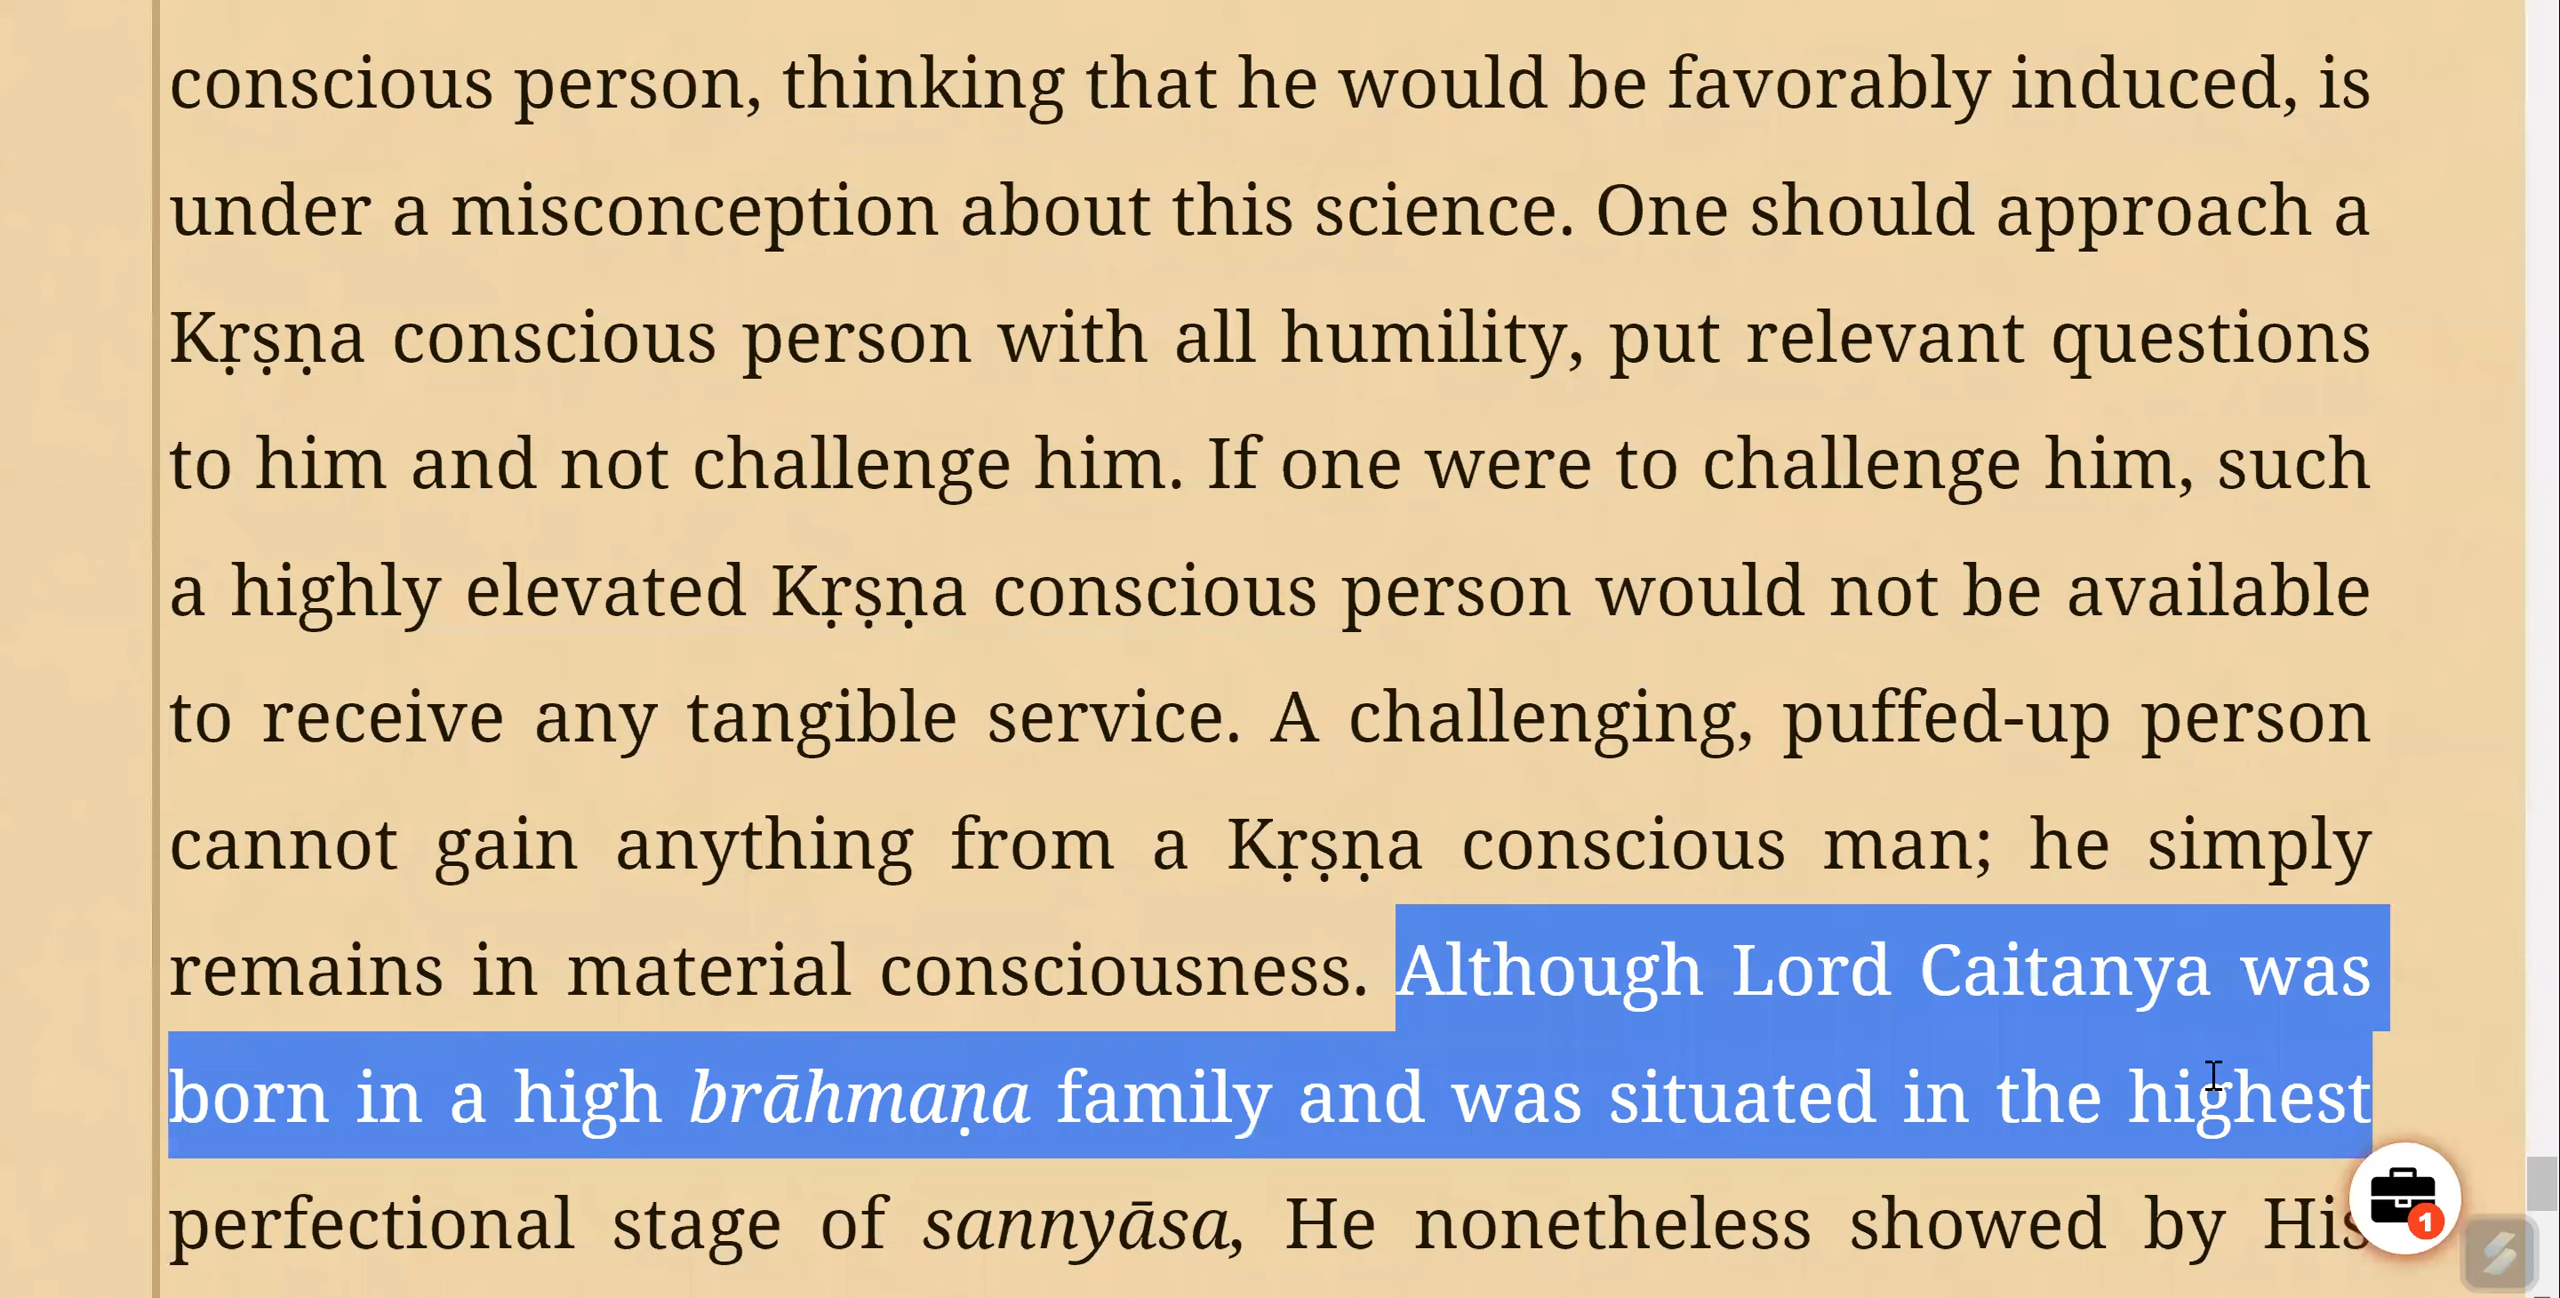 conscious person, thinking that he would be favorably induced, is
under a misconception about this science. One should approach a
Kṛṣṇa conscious person with all humility, put relevant questions
to him and not challenge him. If one were to challenge him, such
a highly elevated Kṛṣṇa conscious person would not be available
to receive any tangible service. A challenging, puffed-up person
cannot gain anything from a Kṛṣṇa conscious man; he simply
remains in material consciousness. Although Lord Caitanya was
born in a high brāhmaṇa family and was situated in the highest
perfectional stage of sannyāsa, He nonetheless showed by His
1